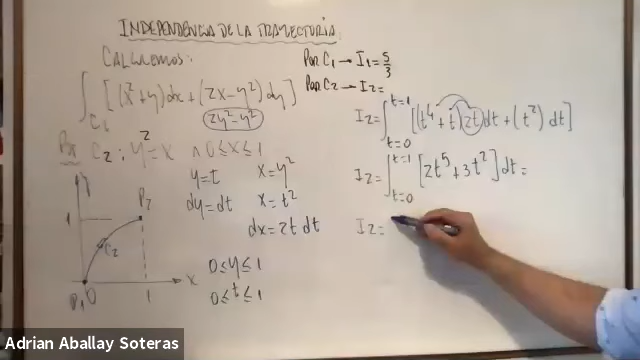 INDEPENDENCIA DE LA TRAYECTORIA
CALCULEMOS:
POR C1 → I1 = 5/3
POR C2 → I2 =
∫C2 [(x²+y)dx + (2x-y²)dy]
2y²-y²
I2 = ∫t=0 t=1 [(t⁴+t)2t dt + (t²) dt]
POR C2: y² = x ∧ 0≤x≤1
y=t x=y²
I2 = ∫t=0 t=1 [2t⁵+3t²] dt =
dy=dt x=t²
dx=2t dt
I2 =
y
P2
1
C2
0≤y≤1
0≤t≤1
P1 0 1 x
Adrian Aballay Soteras